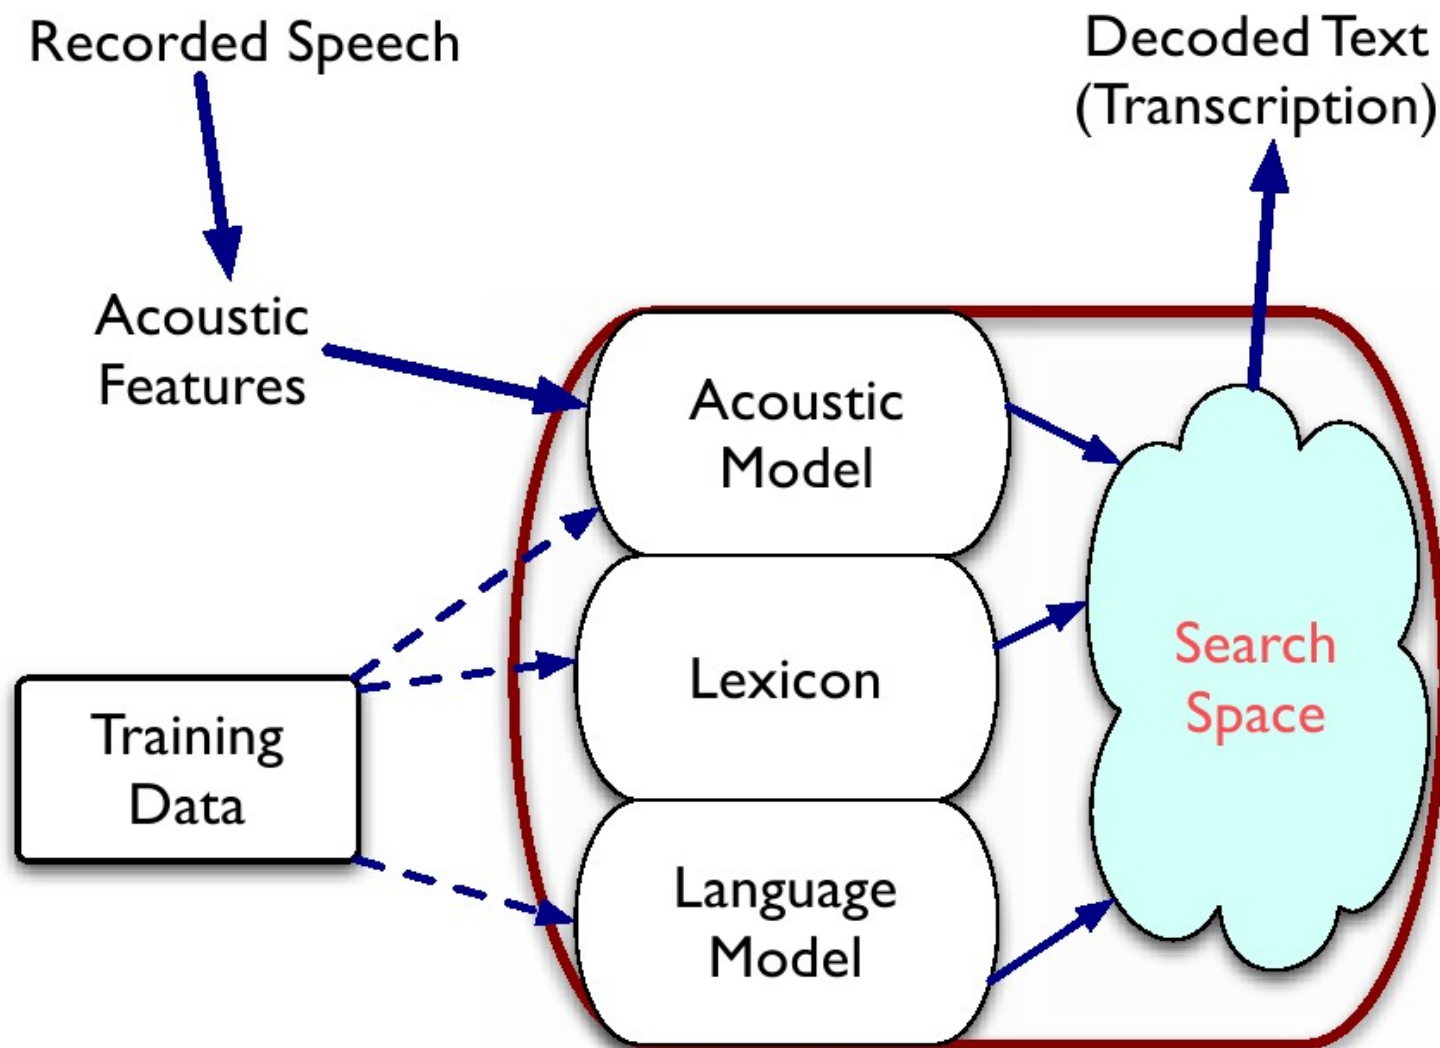 Recorded Speech
Decoded Text
(Transcription)
Acoustic
Features
Acoustic
Model
Lexicon
Search
Space
Training
Data
Language
Model